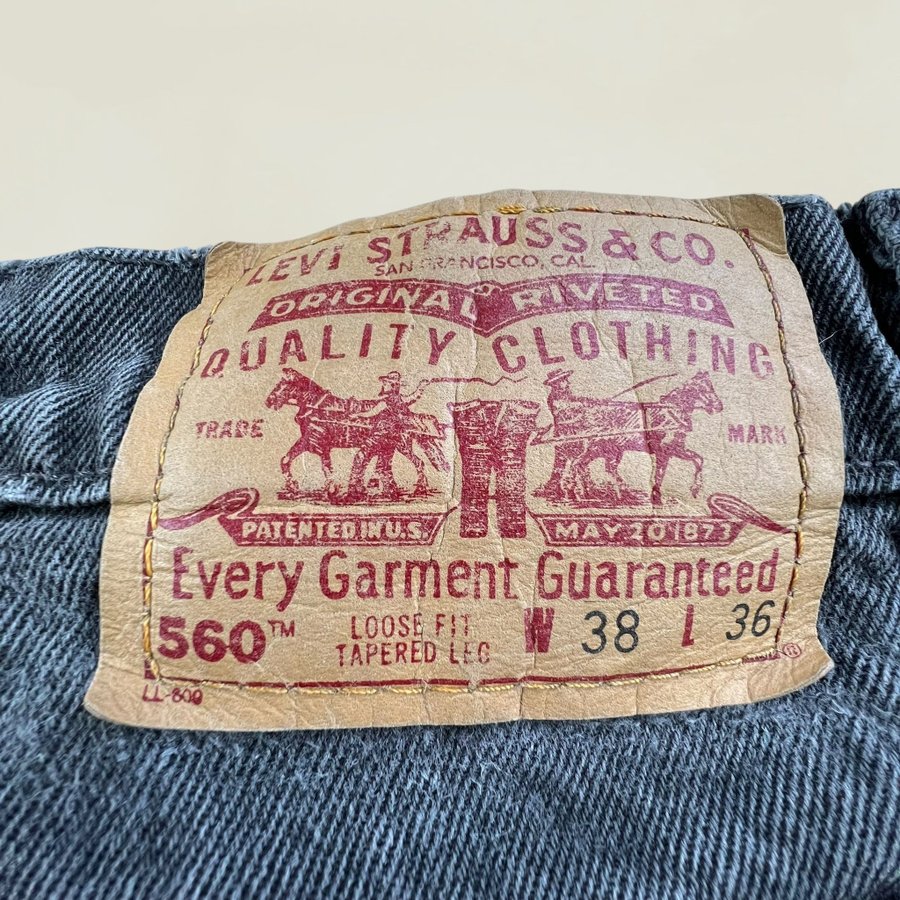 LEVI STRAUSS & CO.
SAN FRANCISCO, CAL.
ORIGINAL RIVETED
QUALITY CLOTHING
TRADE MARK
PATENTED IN U.S. MAY 20 1873
Every Garment Guaranteed
560™ LOOSE FIT W 38 L 36
TAPERED LEG
®